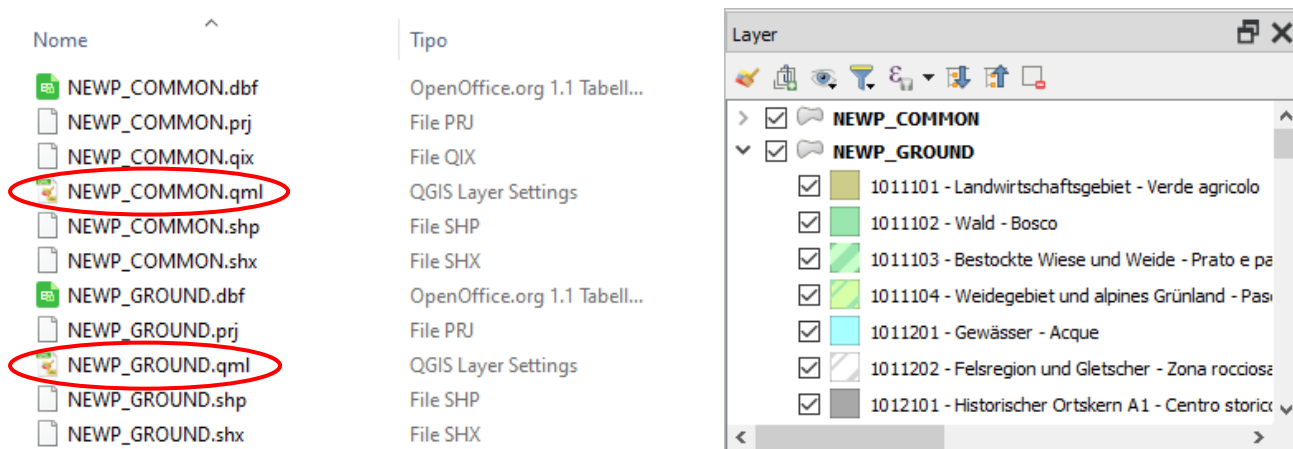 Nome Tipo
NEWP_COMMON.dbf OpenOffice.org 1.1 Tabell...
NEWP_COMMON.prj File PRJ
NEWP_COMMON.qix File QIX
NEWP_COMMON.qml QGIS Layer Settings
NEWP_COMMON.shp File SHP
NEWP_COMMON.shx File SHX
NEWP_GROUND.dbf OpenOffice.org 1.1 Tabell...
NEWP_GROUND.prj File PRJ
NEWP_GROUND.qml QGIS Layer Settings
NEWP_GROUND.shp File SHP
NEWP_GROUND.shx File SHX
Layer
NEWP_COMMON
NEWP_GROUND
1011101 - Landwirtschaftsgebiet - Verde agricolo
1011102 - Wald - Bosco
1011103 - Bestockte Wiese und Weide - Prato e pa
1011104 - Weidegebiet und alpines Grünland - Pas
1011201 - Gewässer - Acque
1011202 - Felsregion und Gletscher - Zona rocciosa
1012101 - Historischer Ortskern A1 - Centro storico